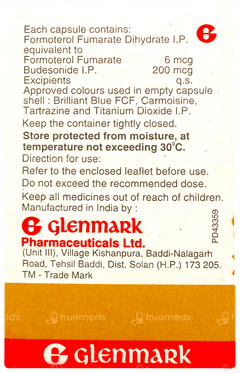 Each capsule contains:
Formoterol Fumarate Dihydrate I.P.
equivalent to
Formoterol Fumarate 6 mcg
Budesonide I.P. 200 mcg
Excipients q.s.
Approved colours used in empty capsule
shell : Brilliant Blue FCF, Carmoisine,
Tartrazine and Titanium Dioxide I.P.
Keep the container tightly closed.
Store protected from moisture, at
temperature not exceeding 30°C.
Direction for use:
Refer to the enclosed leaflet before use.
Do not exceed the recommended dose.
Keep all medicines out of reach of children.
Manufactured in India by :
glenmark
Pharmaceuticals Ltd.
(Unit III), Village Kishanpura, Baddi-Nalagarh
Road, Tehsil Baddi, Dist. Solan (H.P.) 173 205.
TM - Trade Mark
PD43359
truemeds truemeds truemeds
glenmark